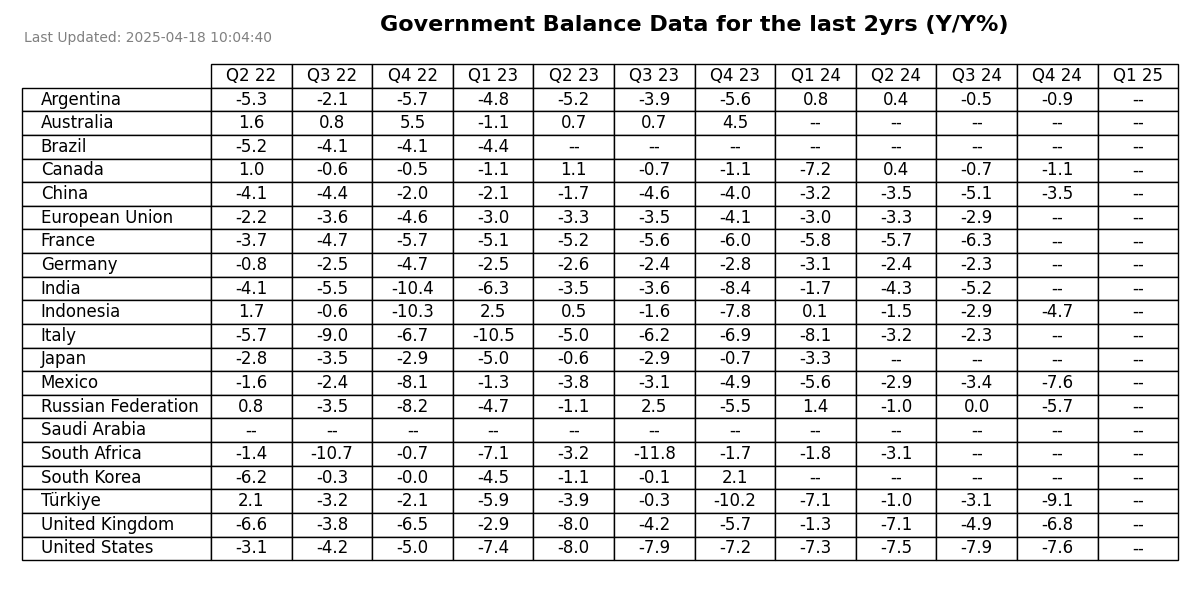 Government Balance Data for the last 2yrs (Y/Y%)
Last Updated: 2025-04-18 10:04:40
Q2 22 Q3 22 Q4 22 Q1 23 Q2 23 Q3 23 Q4 23 Q1 24 Q2 24 Q3 24 Q4 24 Q1 25
Argentina -5.3 -2.1 -5.7 -4.8 -5.2 -3.9 -5.6 0.8 0.4 -0.5 -0.9 --
Australia 1.6 0.8 5.5 -1.1 0.7 0.7 4.5 -- -- -- -- --
Brazil -5.2 -4.1 -4.1 -4.4 -- -- -- -- -- -- -- --
Canada 1.0 -0.6 -0.5 -1.1 1.1 -0.7 -1.1 -7.2 0.4 -0.7 -1.1 --
China -4.1 -4.4 -2.0 -2.1 -1.7 -4.6 -4.0 -3.2 -3.5 -5.1 -3.5 --
European Union -2.2 -3.6 -4.6 -3.0 -3.3 -3.5 -4.1 -3.0 -3.3 -2.9 -- --
France -3.7 -4.7 -5.7 -5.1 -5.2 -5.6 -6.0 -5.8 -5.7 -6.3 -- --
Germany -0.8 -2.5 -4.7 -2.5 -2.6 -2.4 -2.8 -3.1 -2.4 -2.3 -- --
India -4.1 -5.5 -10.4 -6.3 -3.5 -3.6 -8.4 -1.7 -4.3 -5.2 -- --
Indonesia 1.7 -0.6 -10.3 2.5 0.5 -1.6 -7.8 0.1 -1.5 -2.9 -4.7 --
Italy -5.7 -9.0 -6.7 -10.5 -5.0 -6.2 -6.9 -8.1 -3.2 -2.3 -- --
Japan -2.8 -3.5 -2.9 -5.0 -0.6 -2.9 -0.7 -3.3 -- -- -- --
Mexico -1.6 -2.4 -8.1 -1.3 -3.8 -3.1 -4.9 -5.6 -2.9 -3.4 -7.6 --
Russian Federation 0.8 -3.5 -8.2 -4.7 -1.1 2.5 -5.5 1.4 -1.0 0.0 -5.7 --
Saudi Arabia -- -- -- -- -- -- -- -- -- -- -- --
South Africa -1.4 -10.7 -0.7 -7.1 -3.2 -11.8 -1.7 -1.8 -3.1 -- -- --
South Korea -6.2 -0.3 -0.0 -4.5 -1.1 -0.1 2.1 -- -- -- -- --
Türkiye 2.1 -3.2 -2.1 -5.9 -3.9 -0.3 -10.2 -7.1 -1.0 -3.1 -9.1 --
United Kingdom -6.6 -3.8 -6.5 -2.9 -8.0 -4.2 -5.7 -1.3 -7.1 -4.9 -6.8 --
United States -3.1 -4.2 -5.0 -7.4 -8.0 -7.9 -7.2 -7.3 -7.5 -7.9 -7.6 --